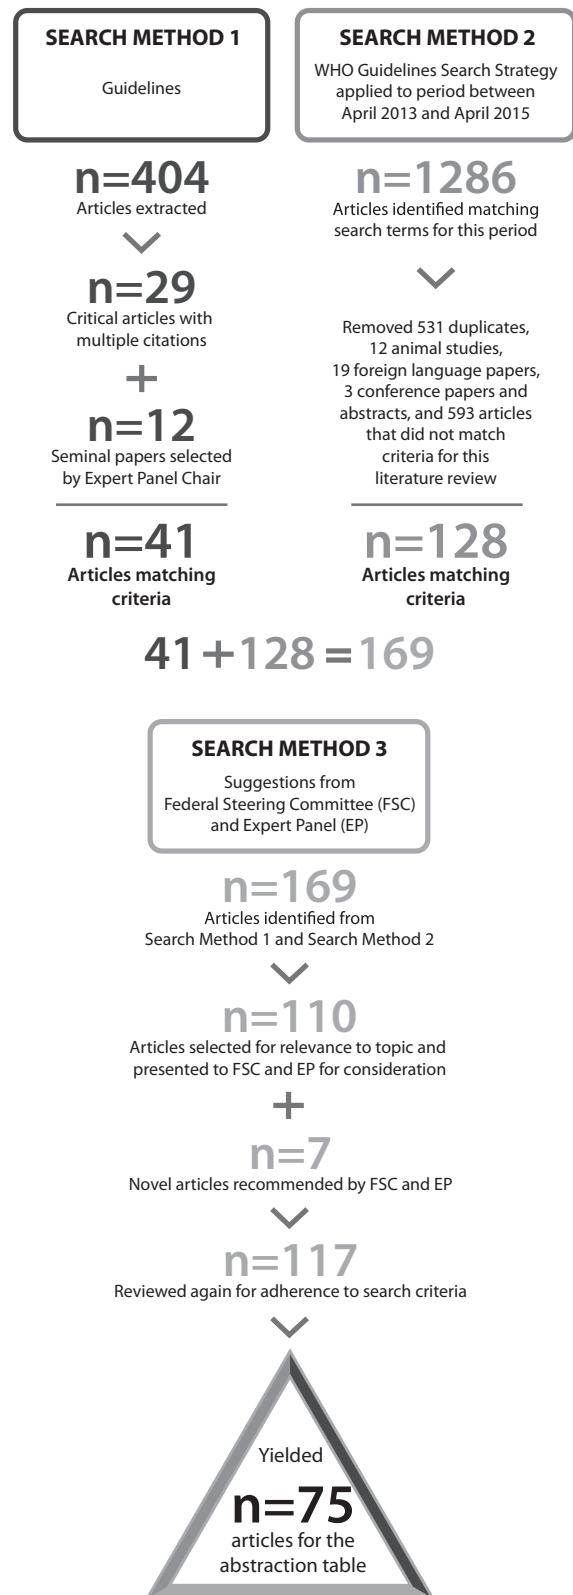 SEARCH METHOD 1
Guidelines
n=404
Articles extracted
n=29
Critical articles with
multiple citations
+
n=12
Seminal papers selected
by Expert Panel Chair
n=41
Articles matching
criteria
SEARCH METHOD 2
WHO Guidelines Search Strategy
applied to period between
April 2013 and April 2015
n=1286
Articles identified matching
search terms for this period
Removed 531 duplicates,
12 animal studies,
19 foreign language papers,
3 conference papers and
abstracts, and 593 articles
that did not match
criteria for this
literature review
n=128
Articles matching
criteria
41+128=169
SEARCH METHOD 3
Suggestions from
Federal Steering Committee (FSC)
and Expert Panel (EP)
n=169
Articles identified from
Search Method 1 and Search Method 2
n=110
Articles selected for relevance to topic and
presented to FSC and EP for consideration
+
n=7
Novel articles recommended by FSC and EP
n=117
Reviewed again for adherence to search criteria
Yielded
n=75
articles for the
abstraction table